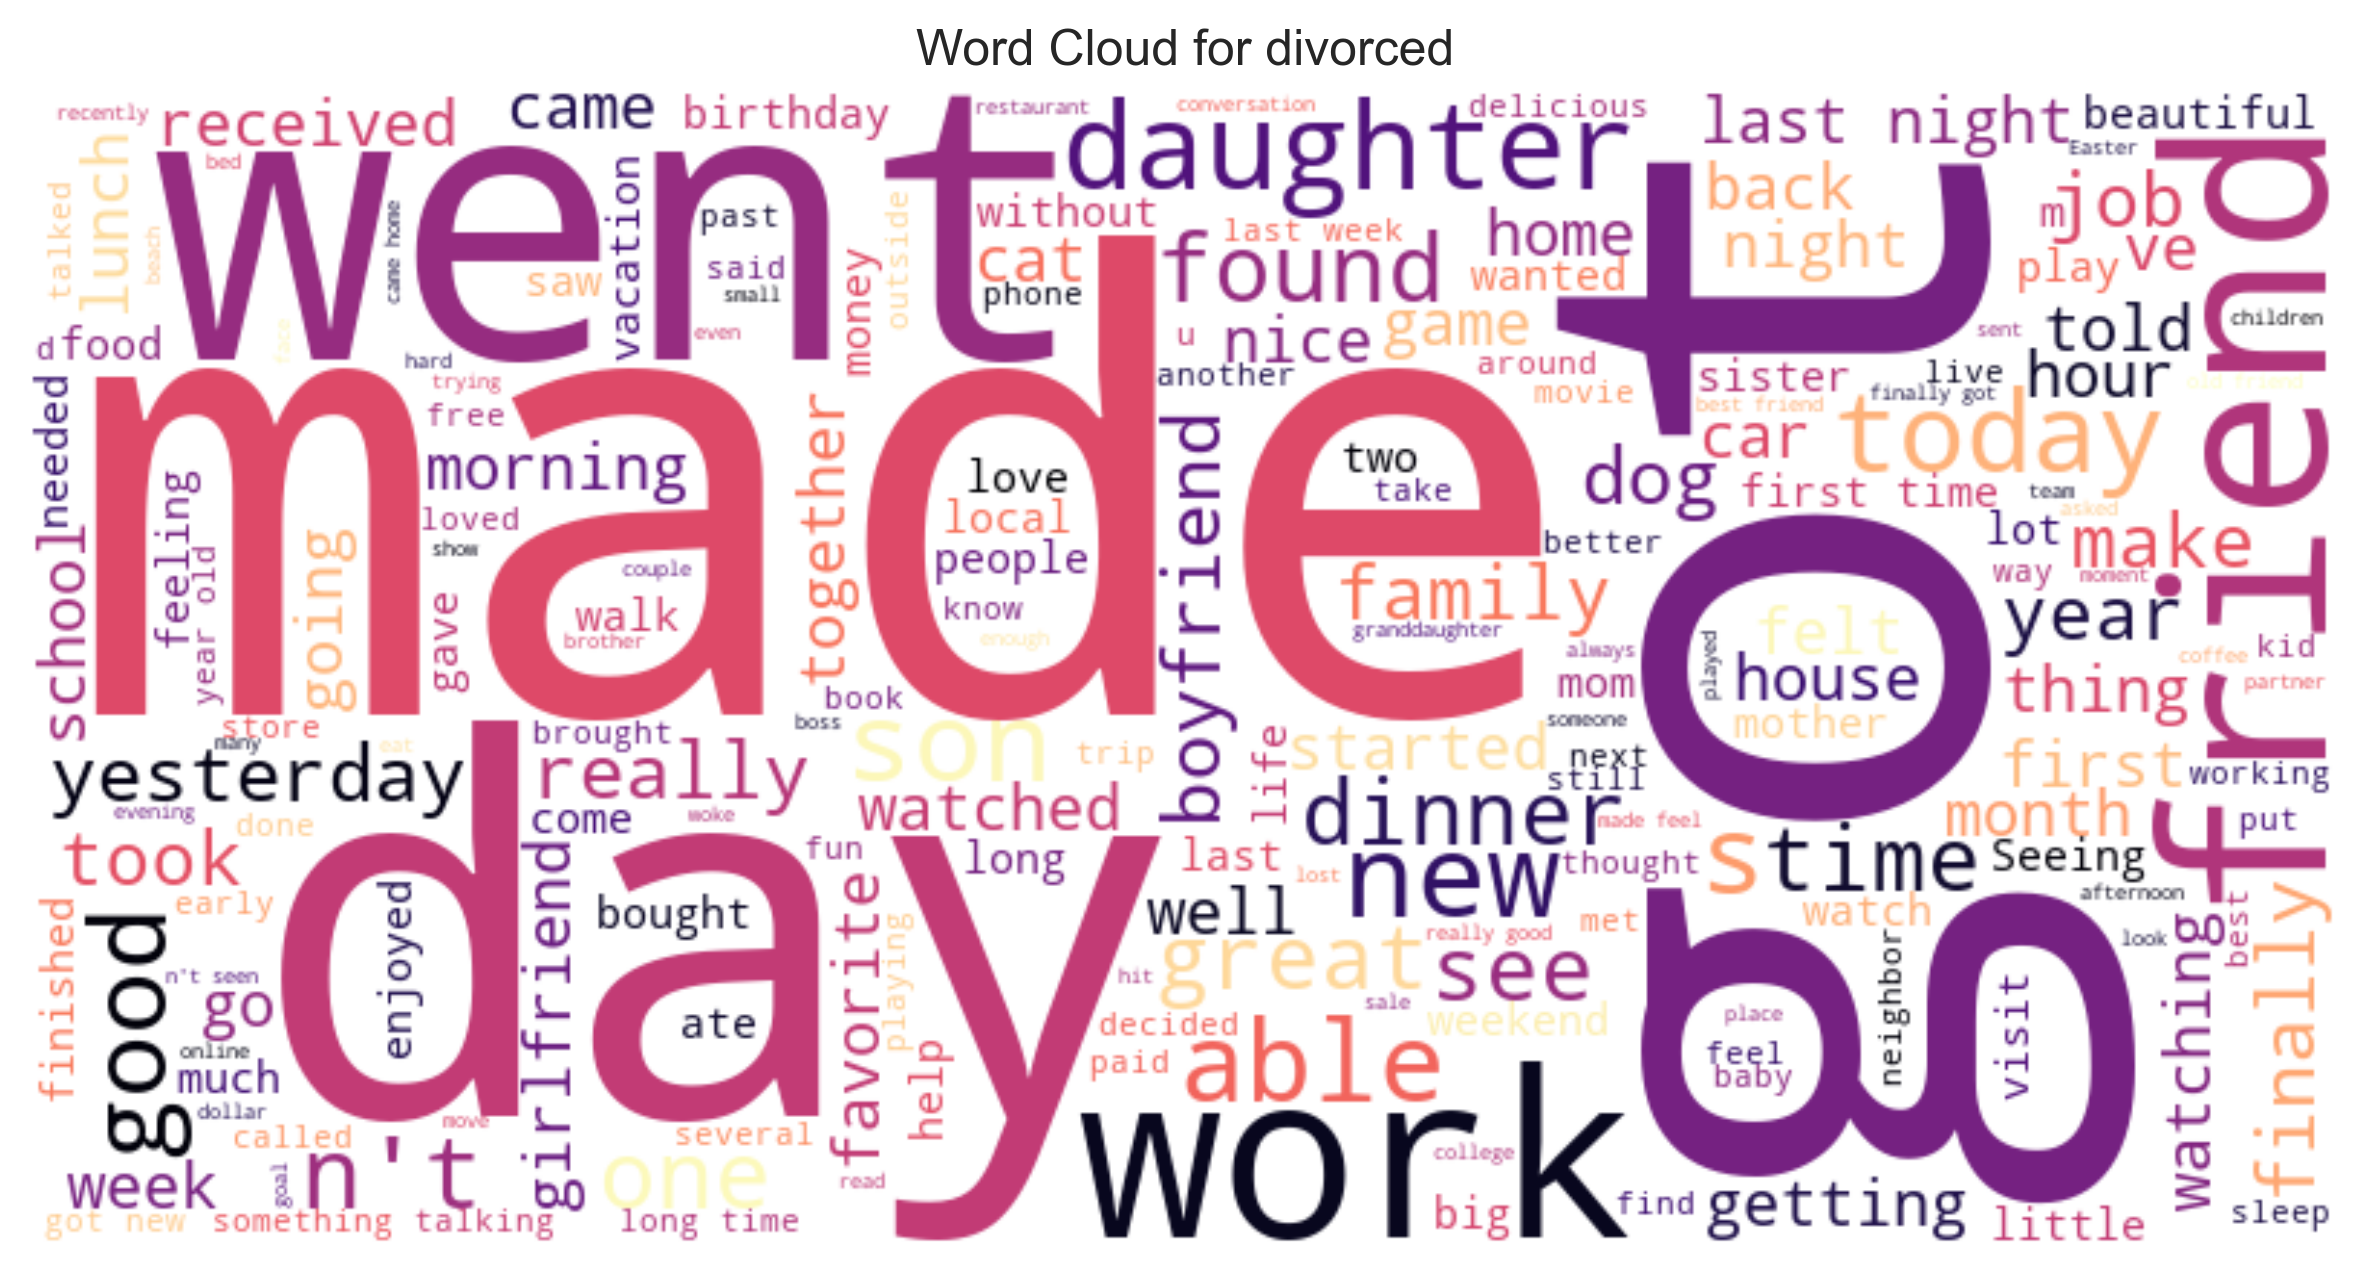 Word Cloud for divorced
recently
received
bed
came
birthday
restaurant
conversation
delicious
daughter
last night
beautiful
Easter
lunch
talked
beach
went
came home
vacation
past
saw
said
small
even
money
outside
without
cat
phone
last week
found
home
wanted
back
night
m
job
ve
play
friend
d
food
face
hard
trying
free
u
nice
game
another
around
movie
got
sent
told
children
hour
live
sister
finally got
best friend
old friend
needed
made
morning
loved
show
together
love
local
people
know
enough
boyfriend
two
take
dog
car
today
first time
team
asked
better
lot
make
school
feeling
year old
going
gave
couple
walk
brother
family
granddaughter
always
way
moment
year
felt
played
house
mother
mom
thing
coffee
kid
partner
store
many
eat
book
boss
brought
son
trip
life
started
someone
next
still
first
working
yesterday
evening
really
day
come
woke
watched
dinner
made feel
month
put
done
took
early
girlfriend
fun
long
last
lost
new
thought
s
time
Seeing
afternoon
finished
good
enjoyed
bought
favorite
playing
well
great
really good
met
watch
look
best
watching
finally
n't seen
go
ate
hit
see
sale
weekend
place
neighbor
visit
online
much
dollar
help
decided
paid
able
feel
baby
called
move
several
work
college
week
goal
n't
one
read
big
find
getting
little
sleep
got new
something
talking
long time